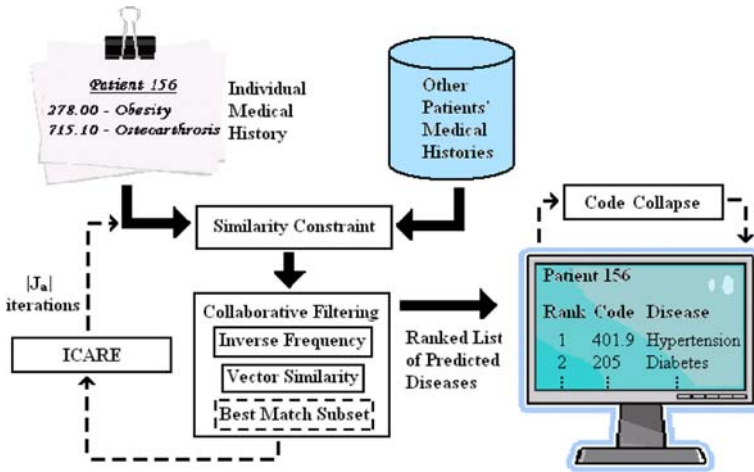 Patient 156
278.00 - Obesity
715.10 - Osteoarthrosis
Individual
Medical
History
Other
Patients'
Medical
Histories
Similarity Constraint
Code Collapse
|Jₐ|
iterations
ICARE
Collaborative Filtering
Inverse Frequency
Vector Similarity
Best Match Subset
Ranked List
of Predicted
Diseases
Patient 156
Rank Code Disease
1 401.9 Hypertension
2 205 Diabetes
⋮ ⋮ ⋮